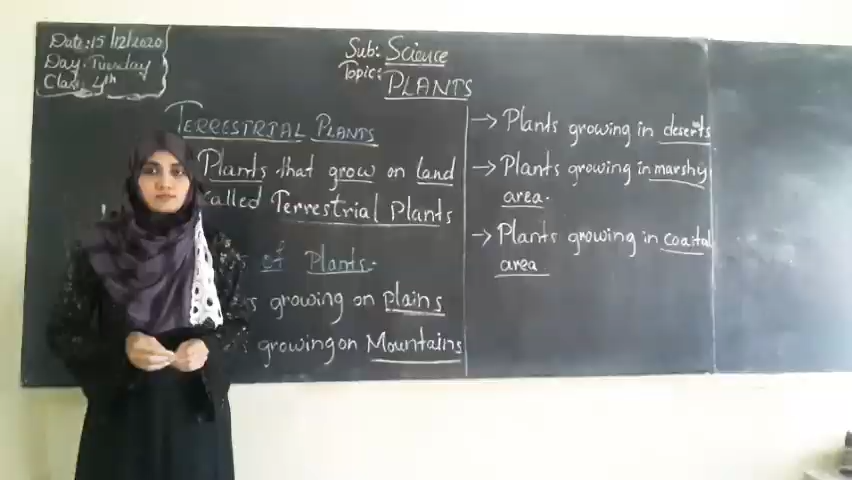 Date: 15/12/2020
Day: Tuesday
Class: 4th
Sub: Science
Topic: PLANTS
TERRESTRIAL PLANTS
Plants that grow on land
called Terrestrial Plants
of Plants.
growing on plains
growing on Mountains
→ Plants growing in deserts
→ Plants growing in marshy
area.
→ Plants growing in coastal
area